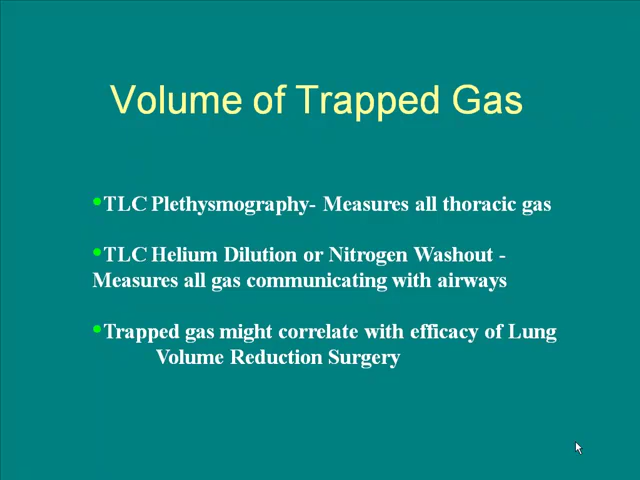 Volume of Trapped Gas
•TLC Plethysmography- Measures all thoracic gas
•TLC Helium Dilution or Nitrogen Washout -
Measures all gas communicating with airways
•Trapped gas might correlate with efficacy of Lung
Volume Reduction Surgery